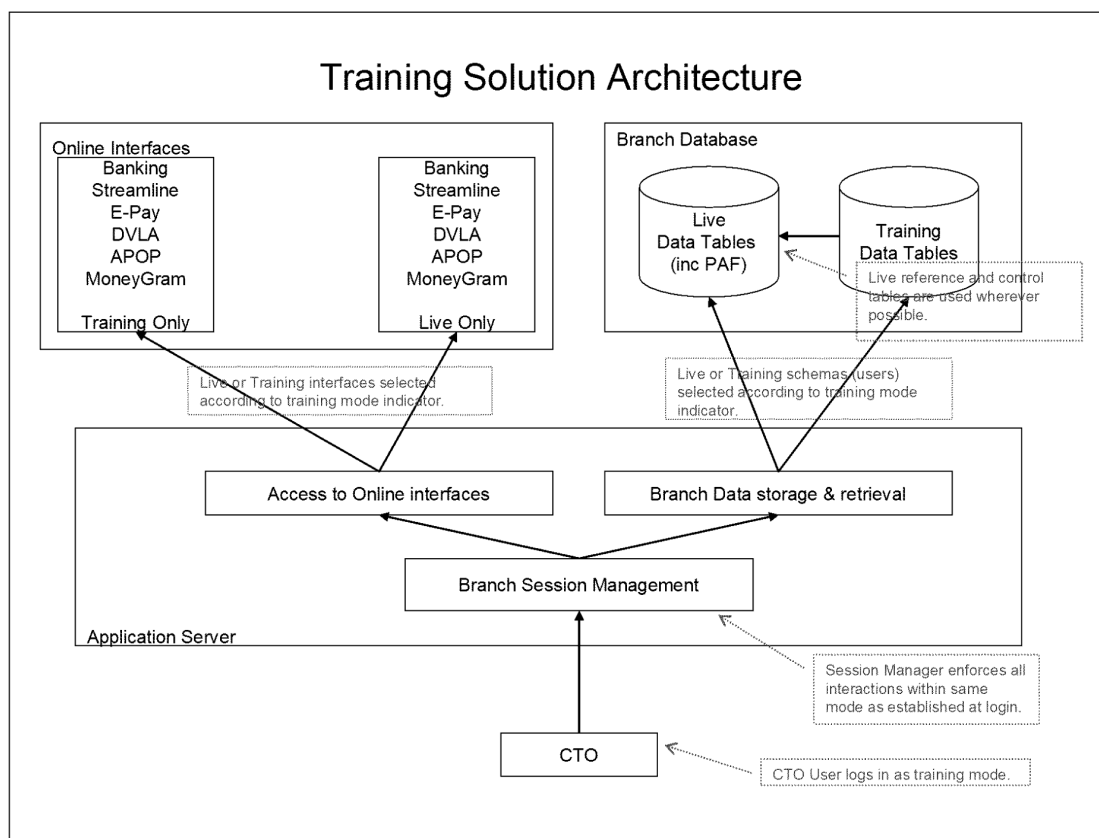 Training Solution Architecture
Online Interfaces
Banking
Streamline
E-Pay
DVLA
APOP
MoneyGram
Training Only
Banking
Streamline
E-Pay
DVLA
APOP
MoneyGram
Live Only
Branch Database
Live
Data Tables
(inc PAF)
Training
Data Tables
Live reference and control
tables are used wherever
possible.
Live or Training interfaces selected
according to training mode indicator.
Live or Training schemas (users)
selected according to training mode
indicator.
Access to Online interfaces
Branch Data storage & retrieval
Branch Session Management
Application Server
Session Manager enforces all
interactions within same
mode as established at login.
CTO
CTO User logs in as training mode.